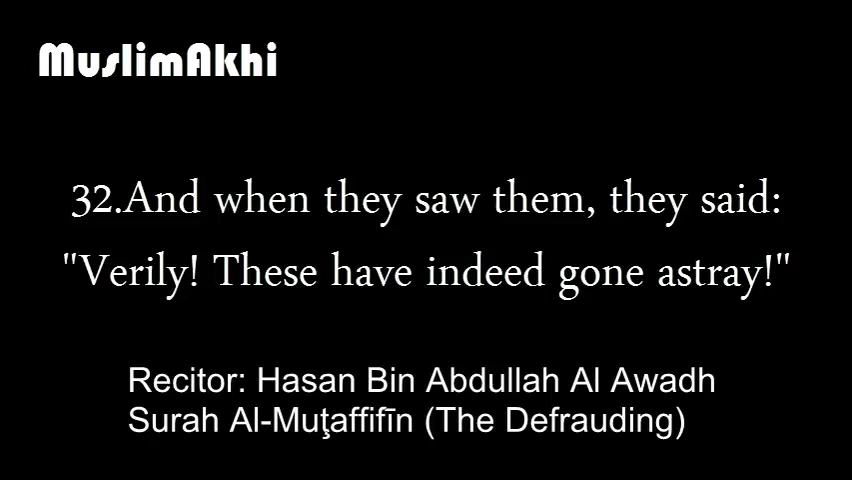 MuslimAkhi
32.And when they saw them, they said:
"Verily! These have indeed gone astray!"
Recitor: Hasan Bin Abdullah Al Awadh
Surah Al-Muţaffifīn (The Defrauding)